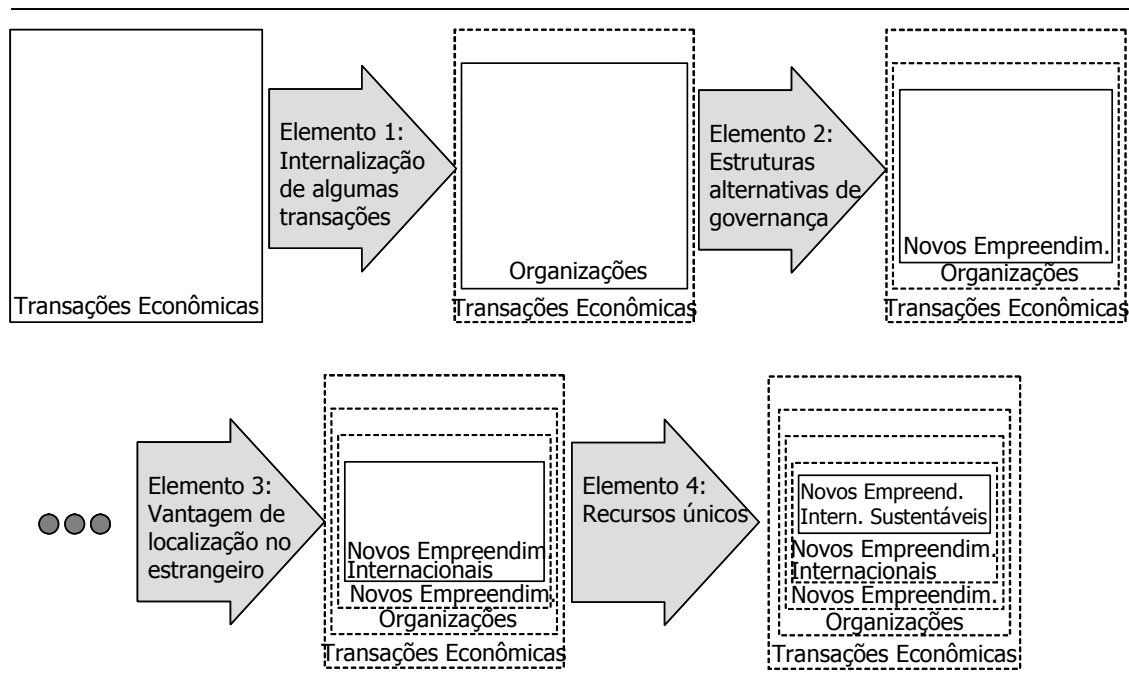 Transações Econômicas
Elemento 1:
Internalização
de algumas
transações
Organizações
Transações Econômicas
Elemento 2:
Estruturas
alternativas de
governança
Novos Empreendim.
Organizações
Transações Econômicas
Elemento 3:
Vantagem de
localização no
estrangeiro
Novos Empreendim.
Internacionais
Novos Empreendim.
Organizações
Transações Econômicas
Elemento 4:
Recursos únicos
Novos Empreend.
Intern. Sustentáveis
Novos Empreendim.
Internacionais
Novos Empreendim.
Organizações
Transações Econômicas